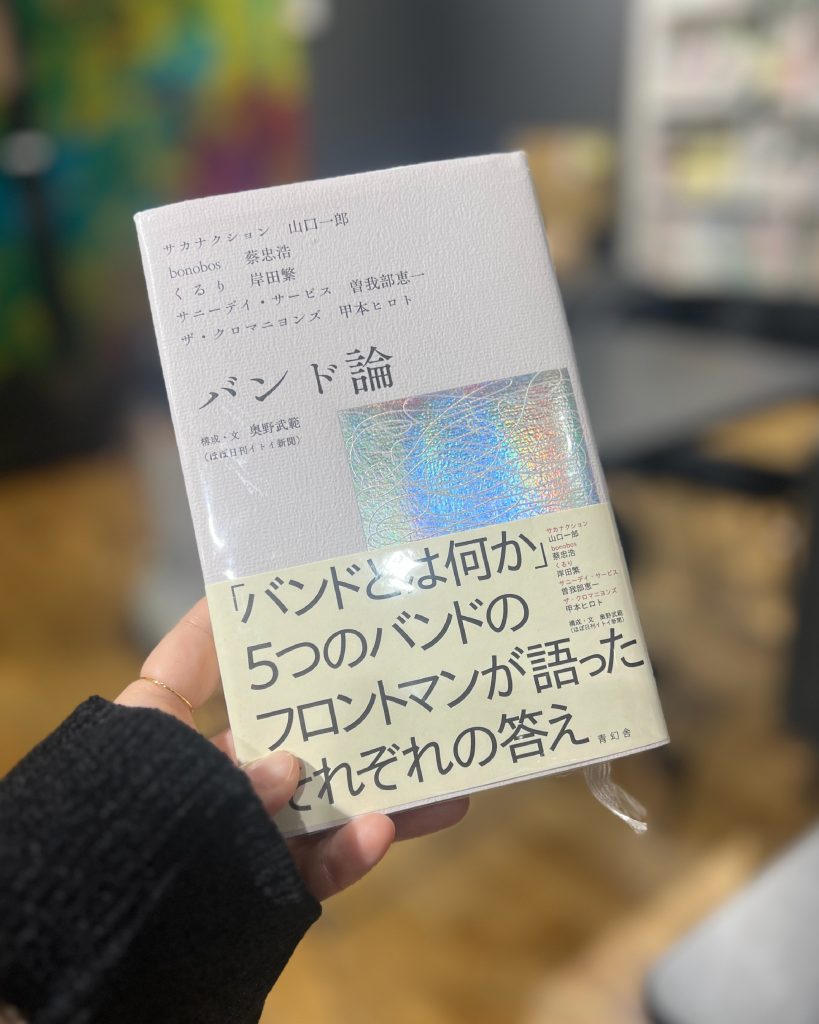 サカナクション 山口一郎
bonobos 蔡忠浩
くるり 岸田繁
サニーデイ・サービス 曽我部恵一
ザ・クロマニヨンズ 甲本ヒロト
バンド論
構成・文 奥野武範
(ほぼ日刊イトイ新聞)
「バンドとは何か」
5つのバンドの
フロントマンが語った
それぞれの答え
サカナクション
山口一郎
bonobos
蔡忠浩
くるり
岸田繁
サニーデイ・サービス
曽我部恵一
ザ・クロマニヨンズ
甲本ヒロト
構成・文 奥野武範
(ほぼ日刊イトイ新聞)
青幻舎